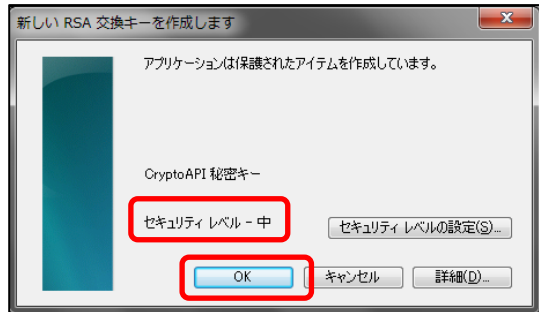 新しい RSA 交換キーを作成します
アプリケーションは保護されたアイテムを作成しています。
CryptoAPI 秘密キー
セキュリティ レベル - 中
セキュリティ レベルの設定(S)...
OK
キャンセル
詳細(D)...